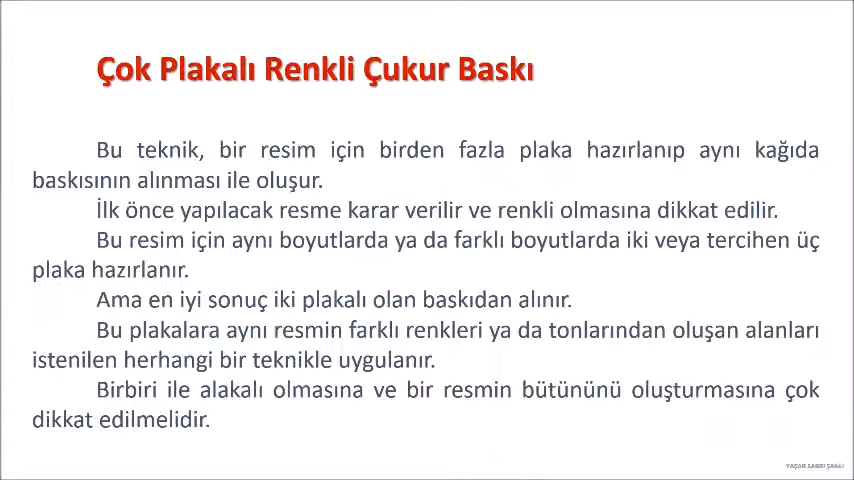 Çok Plakalı Renkli Çukur Baskı
Bu teknik, bir resim için birden fazla plaka hazırlanıp aynı kağıda
baskısının alınması ile oluşur.
İlk önce yapılacak resme karar verilir ve renkli olmasına dikkat edilir.
Bu resim için aynı boyutlarda ya da farklı boyutlarda iki veya tercihen üç
plaka hazırlanır.
Ama en iyi sonuç iki plakalı olan baskıdan alınır.
Bu plakalara aynı resmin farklı renkleri ya da tonlarından oluşan alanları
istenilen herhangi bir teknikle uygulanır.
Birbiri ile alakalı olmasına ve bir resmin bütününü oluşturmasına çok
dikkat edilmelidir.
YAŞAR